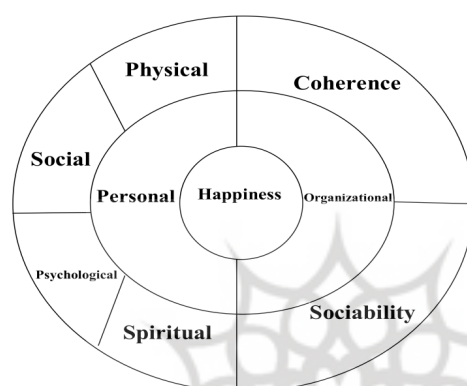 Physical
Coherence
Social
Personal
Happiness
Organizational
Psychological
Spiritual
Sociability